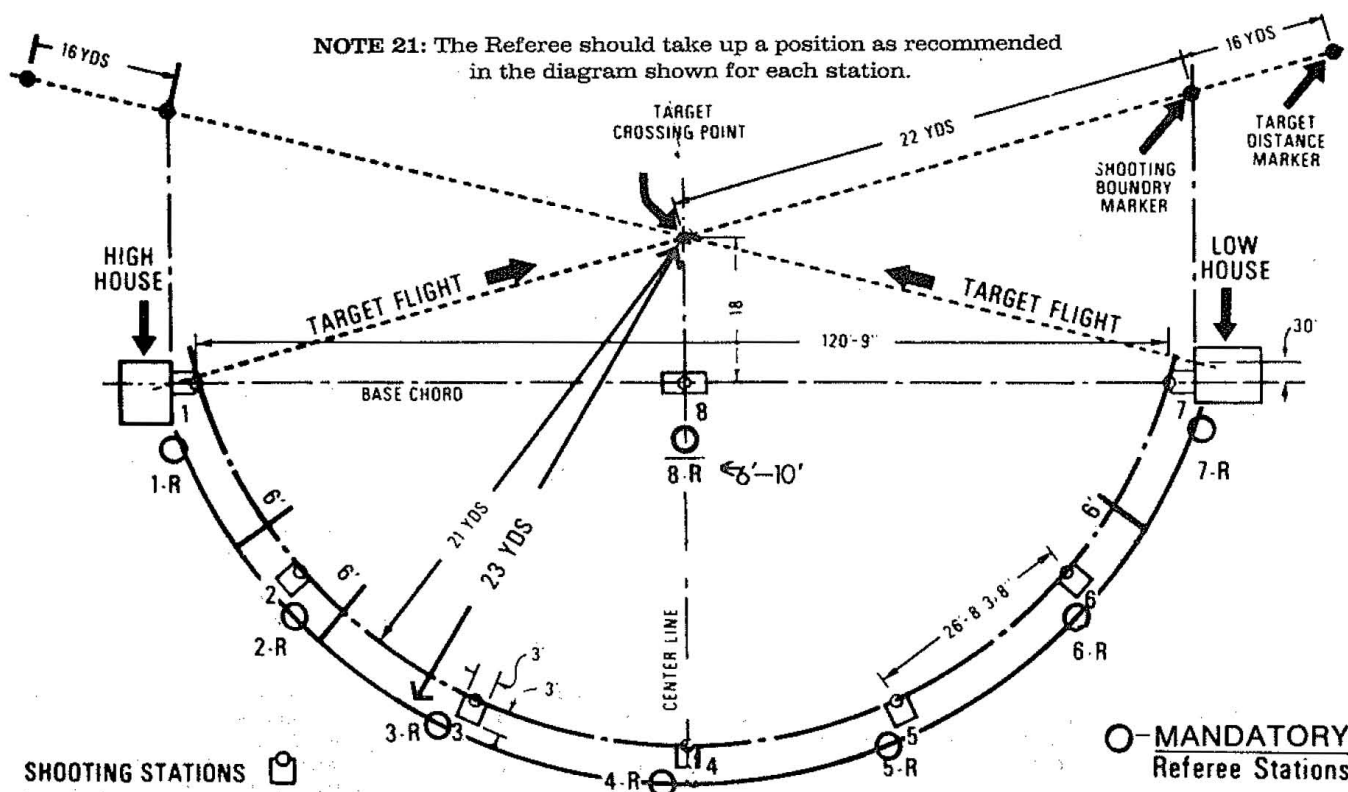 NOTE 21: The Referee should take up a position as recommended
in the diagram shown for each station.
16 YDS
16 YDS
TARGET
CROSSING POINT
22 YDS
TARGET
DISTANCE
MARKER
SHOOTING
BOUNDRY
MARKER
HIGH
HOUSE
LOW
HOUSE
TARGET FLIGHT
TARGET FLIGHT
18
120'-9"
30'
BASE CHORD
1
8
7
1-R
8-R
6'-10'
7-R
21 YDS
23 YDS
6'
6'
6'
2
2-R
CENTER LINE
26'-8 3/8"
6
6-R
3'
3'
3-R
3
4
5
5-R
4-R
SHOOTING STATIONS
MANDATORY
Referee Stations